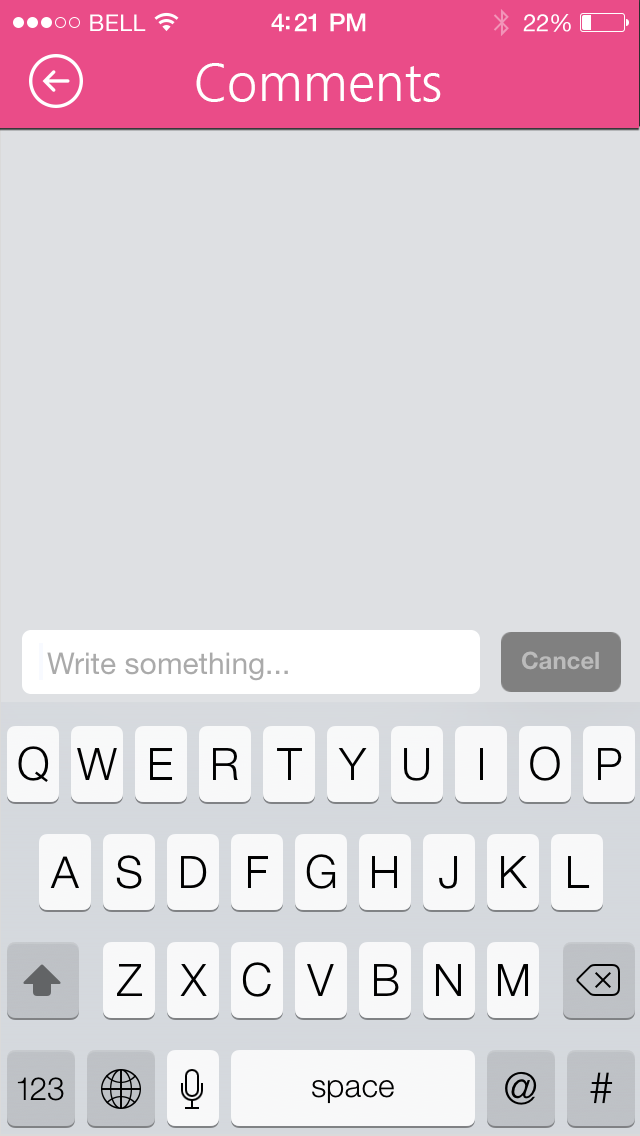 BELL 4:21 PM 22%
Comments
Write something... Cancel
Q W E R T Y U I O P
A S D F G H J K L
Z X C V B N M
123 space @ #